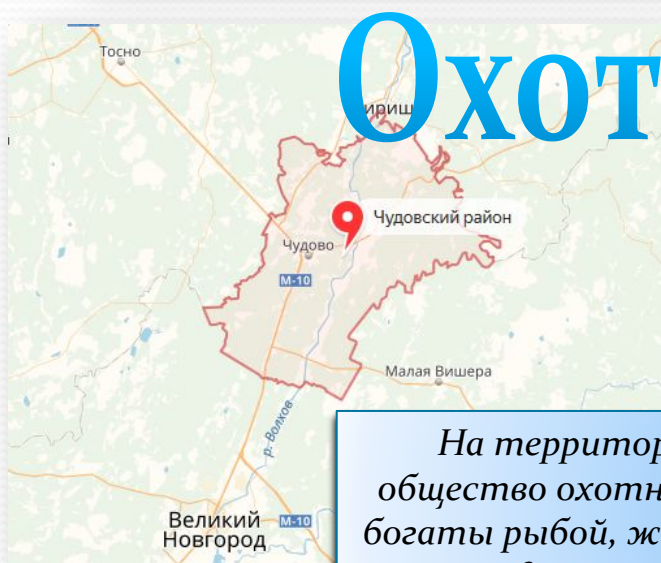 Охот
Тосно
ириш
Чудовский район
Чудово
М-10
Малая Вишера
р. Волхов
Великий М-10
Новгород
На территор
общество охотн
богаты рыбой, ж